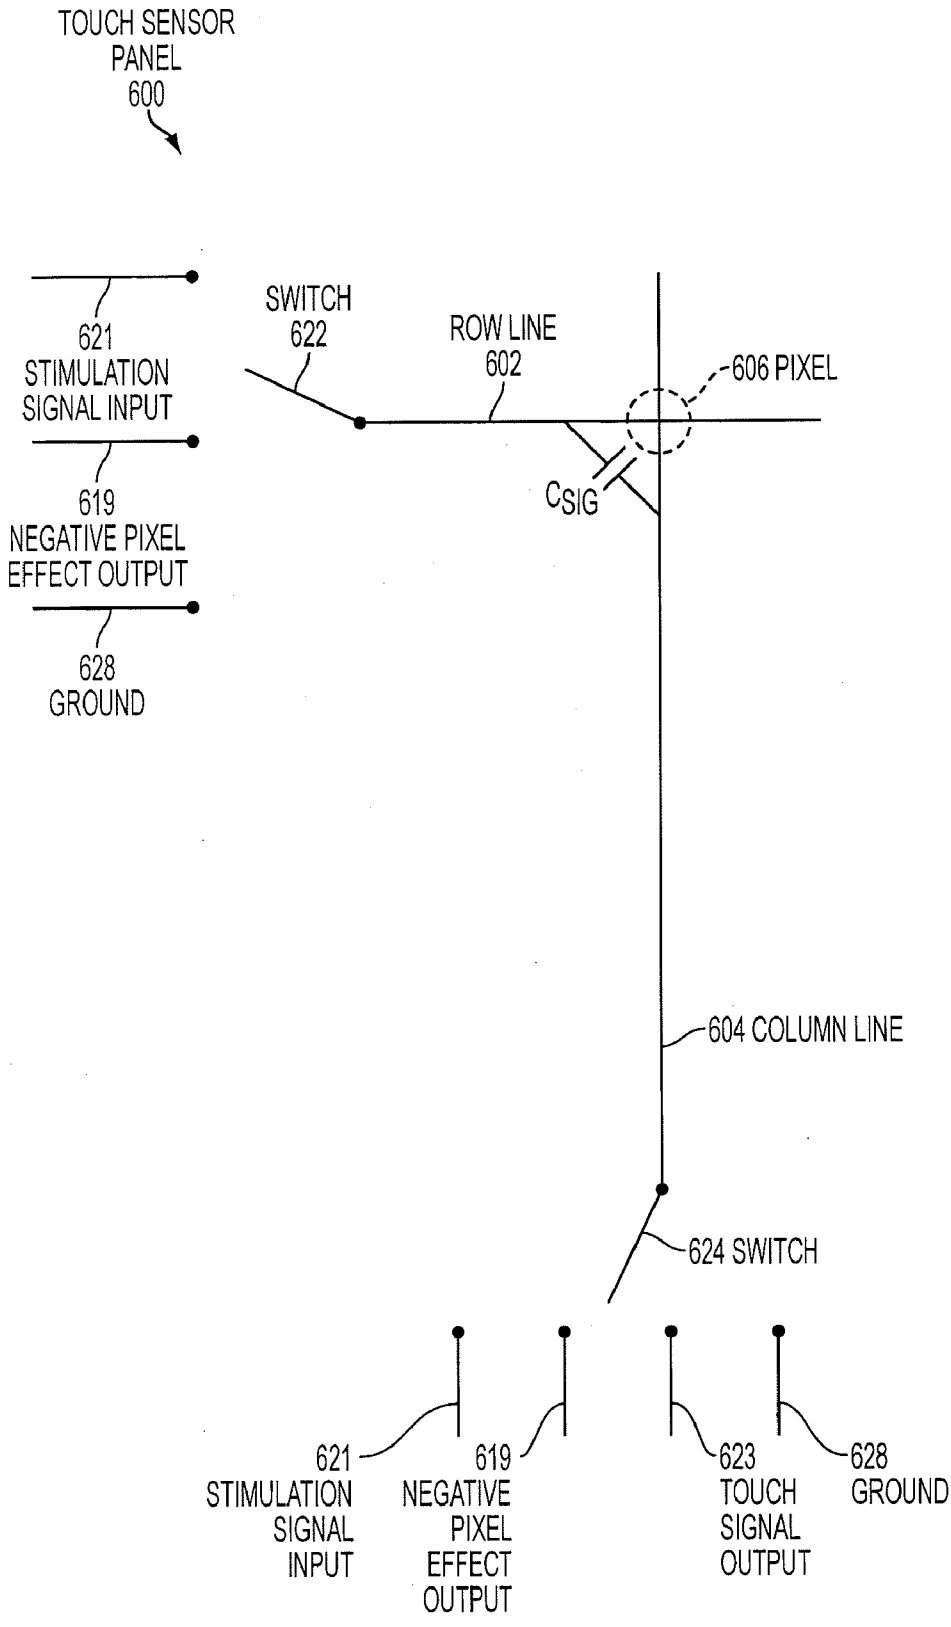 TOUCH SENSOR
PANEL
600
621
STIMULATION
SIGNAL INPUT
SWITCH
622
ROW LINE
602
606 PIXEL
CSIG
619
NEGATIVE PIXEL
EFFECT OUTPUT
628
GROUND
604 COLUMN LINE
624 SWITCH
621
STIMULATION
SIGNAL
INPUT
619
NEGATIVE
PIXEL
EFFECT
OUTPUT
623
TOUCH
SIGNAL
OUTPUT
628
GROUND